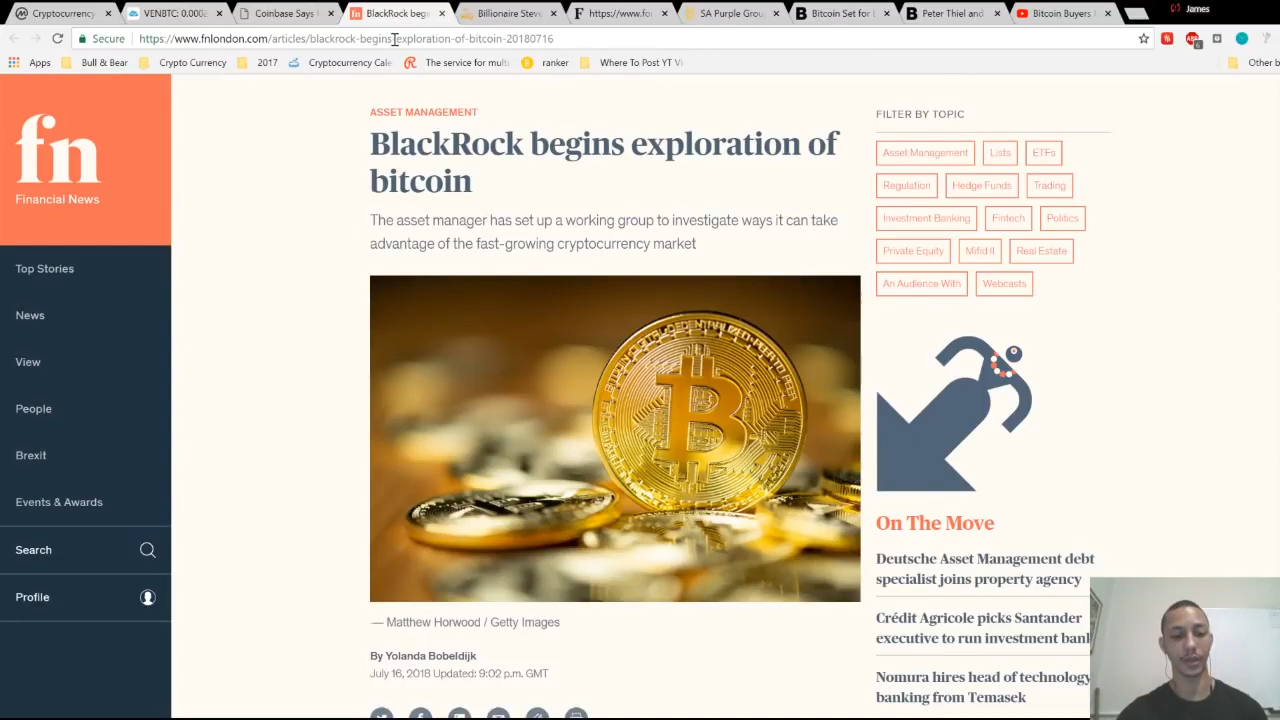 Cryptocurrency
VENBTC: 0.0002
Coinbase Says I
BlackRock begin
Billionaire Steve
https://www.fo
SA Purple Grou
Bitcoin Set for B
Peter Thiel and
Bitcoin Buyers
James
Secure
https://www.fnlondon.com/articles/blackrock-begins-exploration-of-bitcoin-20180716
Apps
Bull & Bear
Crypto Currency
2017
Cryptocurrency Cale
The service for mult
ranker
Where To Post YT Vi
Other b
fn
Financial News
Top Stories
News
View
People
Brexit
Events & Awards
Search
Profile
ASSET MANAGEMENT
BlackRock begins exploration of
bitcoin
The asset manager has set up a working group to investigate ways it can take
advantage of the fast-growing cryptocurrency market
— Matthew Horwood / Getty Images
By Yolanda Bobeldijk
July 16, 2018 Updated: 9:02 p.m. GMT
FILTER BY TOPIC
Asset Management
Lists
ETFs
Regulation
Hedge Funds
Trading
Investment Banking
Fintech
Politics
Private Equity
Mifid II
Real Estate
An Audience With
Webcasts
On The Move
Deutsche Asset Management debt
specialist joins property agency
Crédit Agricole picks Santander
executive to run investment bank
Nomura hires head of technology
banking from Temasek